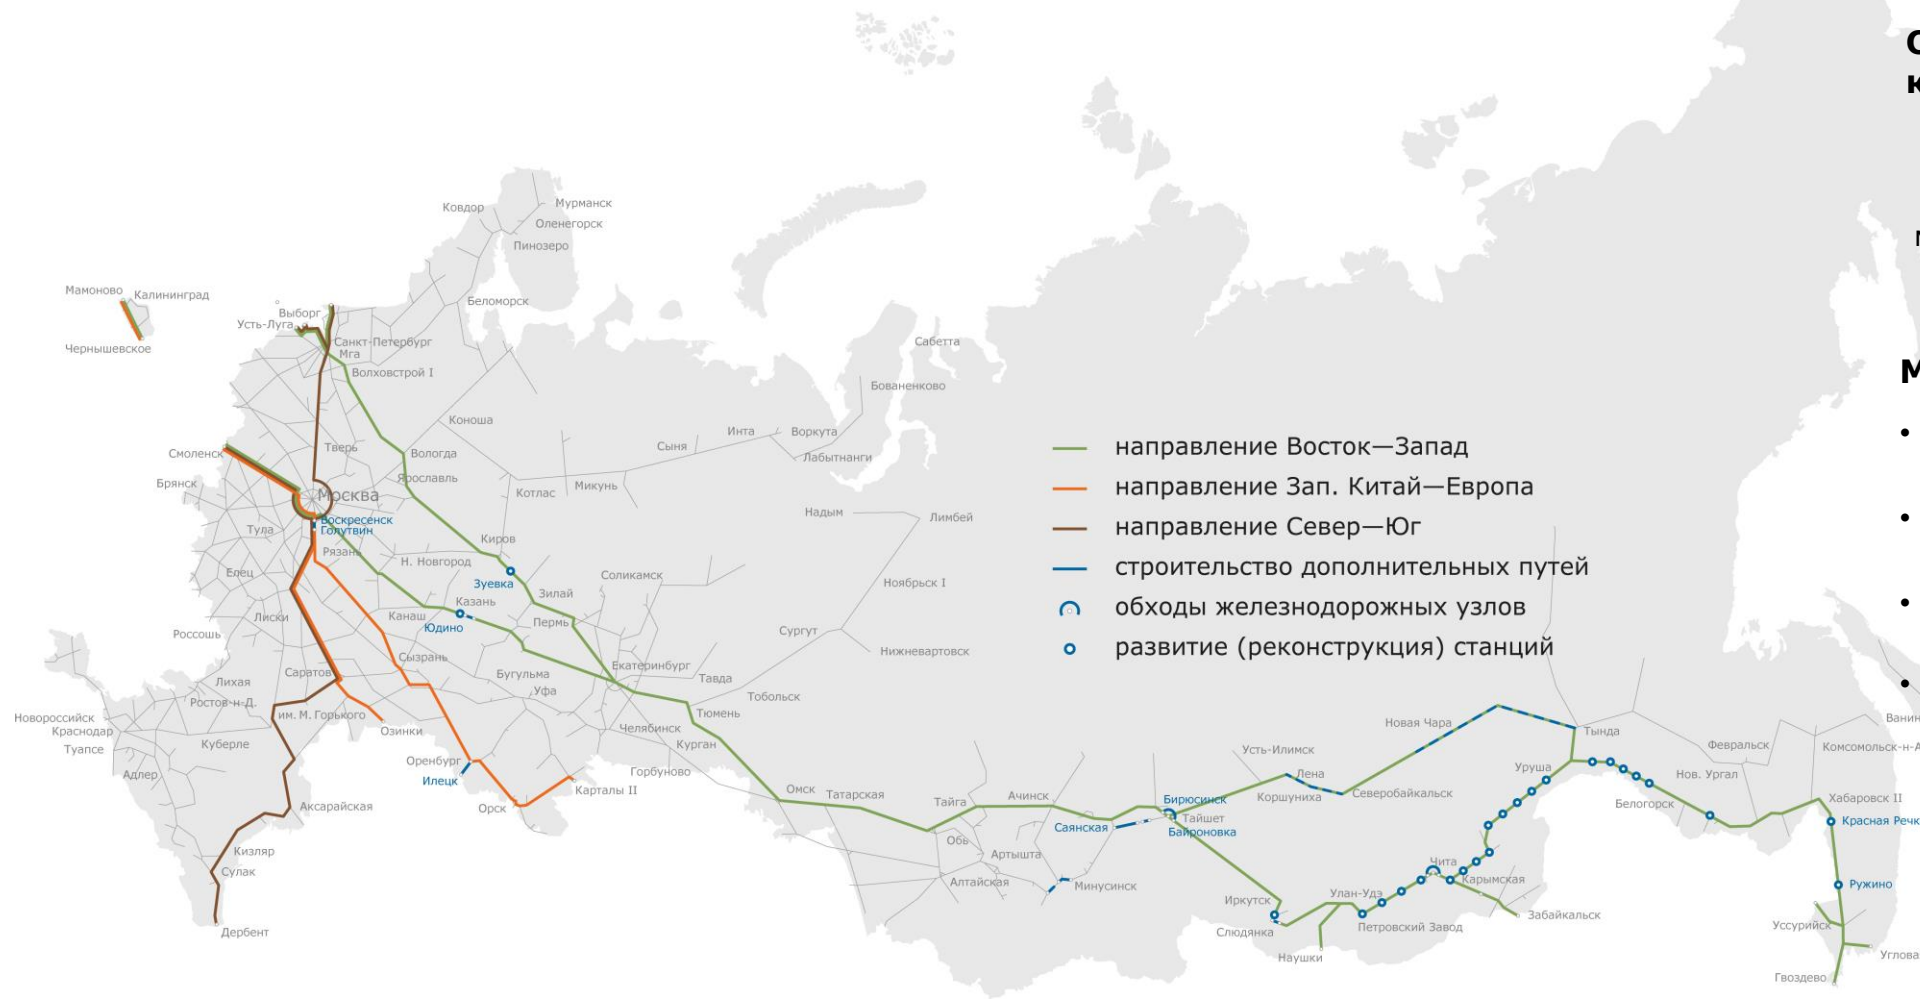 Ковдор
Мурманск
Оленегорск
Пинозеро
Мамоново
Калининград
Чернышевское
Беломорск
Выборг
Усть-Луга
Санкт-Петербург
Мга
Волховстрой I
Сабетта
Бованенково
Коноша
Инта
Воркута
Сыня
Лабытнанги
Смоленск
Тверь
Вологда
Ярославль
Брянск
Москва
Котлас
Микунь
Надым
Лимбей
Воскресенск
Голутвин
Тула
Рязань
Киров
Н. Новгород
Елец
Зуевка
Соликамск
Ноябрьск I
Казань
Зилай
Канаш
Юдино
Пермь
Лиски
Россошь
Сургут
Нижневартовск
Сызрань
Саратов
Бугульма
Уфа
Екатеринбург
Тавда
Тобольск
Лихая
Ростов-н-Д.
им. М. Горького
Тюмень
Новороссийск
Краснодар
Туапсе
Куберле
Озинки
Челябинск
Курган
Адлер
Оренбург
Илецк
Горбуново
Орск
Карталы II
Аксарайская
Кизляр
Сулак
Дербент
направление Восток—Запад
направление Зап. Китай—Европа
направление Север—Юг
строительство дополнительных путей
обходы железнодорожных узлов
развитие (реконструкция) станций
Омск
Татарская
Тайга
Ачинск
Обь
Артышта
Алтайская
Минусинск
Саянская
Бирюсинск
Тайшет
Байроновка
Усть-Илимск
Лена
Коршуниха
Северобайкальск
Новая Чара
Тында
Уруша
Февральск
Нов. Ургал
Белогорск
Хабаровск II
Красная Речк
Ружино
Чита
Карымская
Забайкальск
Иркутск
Улан-Удэ
Слюдянка
Петровский Завод
Наушки
Уссурийск
Гвоздево
Ванин
Комсомольск-н-А
Углова